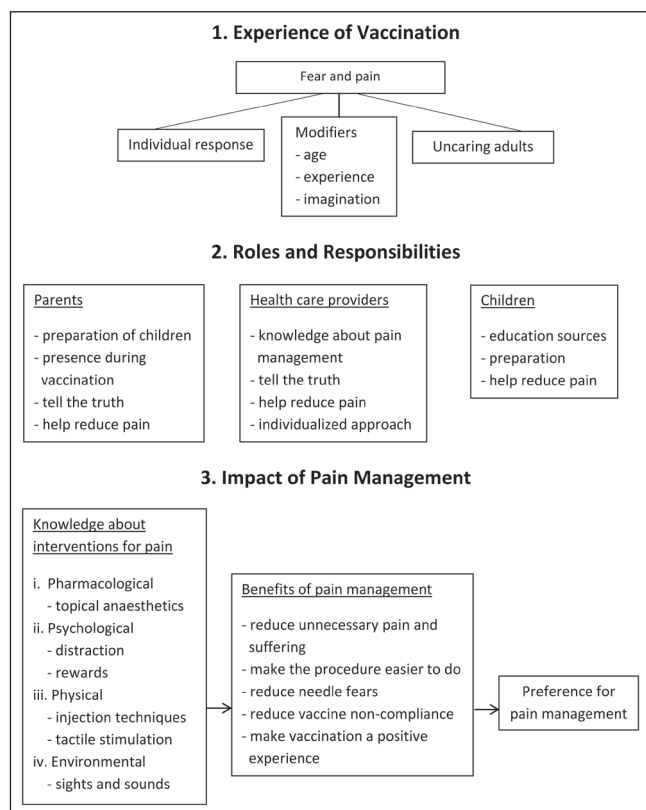 1. Experience of Vaccination
Fear and pain
Individual response
Modifiers
- age
- experience
- imagination
Uncaring adults
2. Roles and Responsibilities
Parents
- preparation of children
- presence during
vaccination
- tell the truth
- help reduce pain
Health care providers
- knowledge about pain
management
- tell the truth
- help reduce pain
- individualized approach
Children
- education sources
- preparation
- help reduce pain
3. Impact of Pain Management
Knowledge about
interventions for pain
i. Pharmacological
- topical anaesthetics
ii. Psychological
- distraction
- rewards
iii. Physical
- injection techniques
- tactile stimulation
iv. Environmental
- sights and sounds
Benefits of pain management
- reduce unnecessary pain and
suffering
- make the procedure easier to do
- reduce needle fears
- reduce vaccine non-compliance
- make vaccination a positive
experience
Preference for
pain management